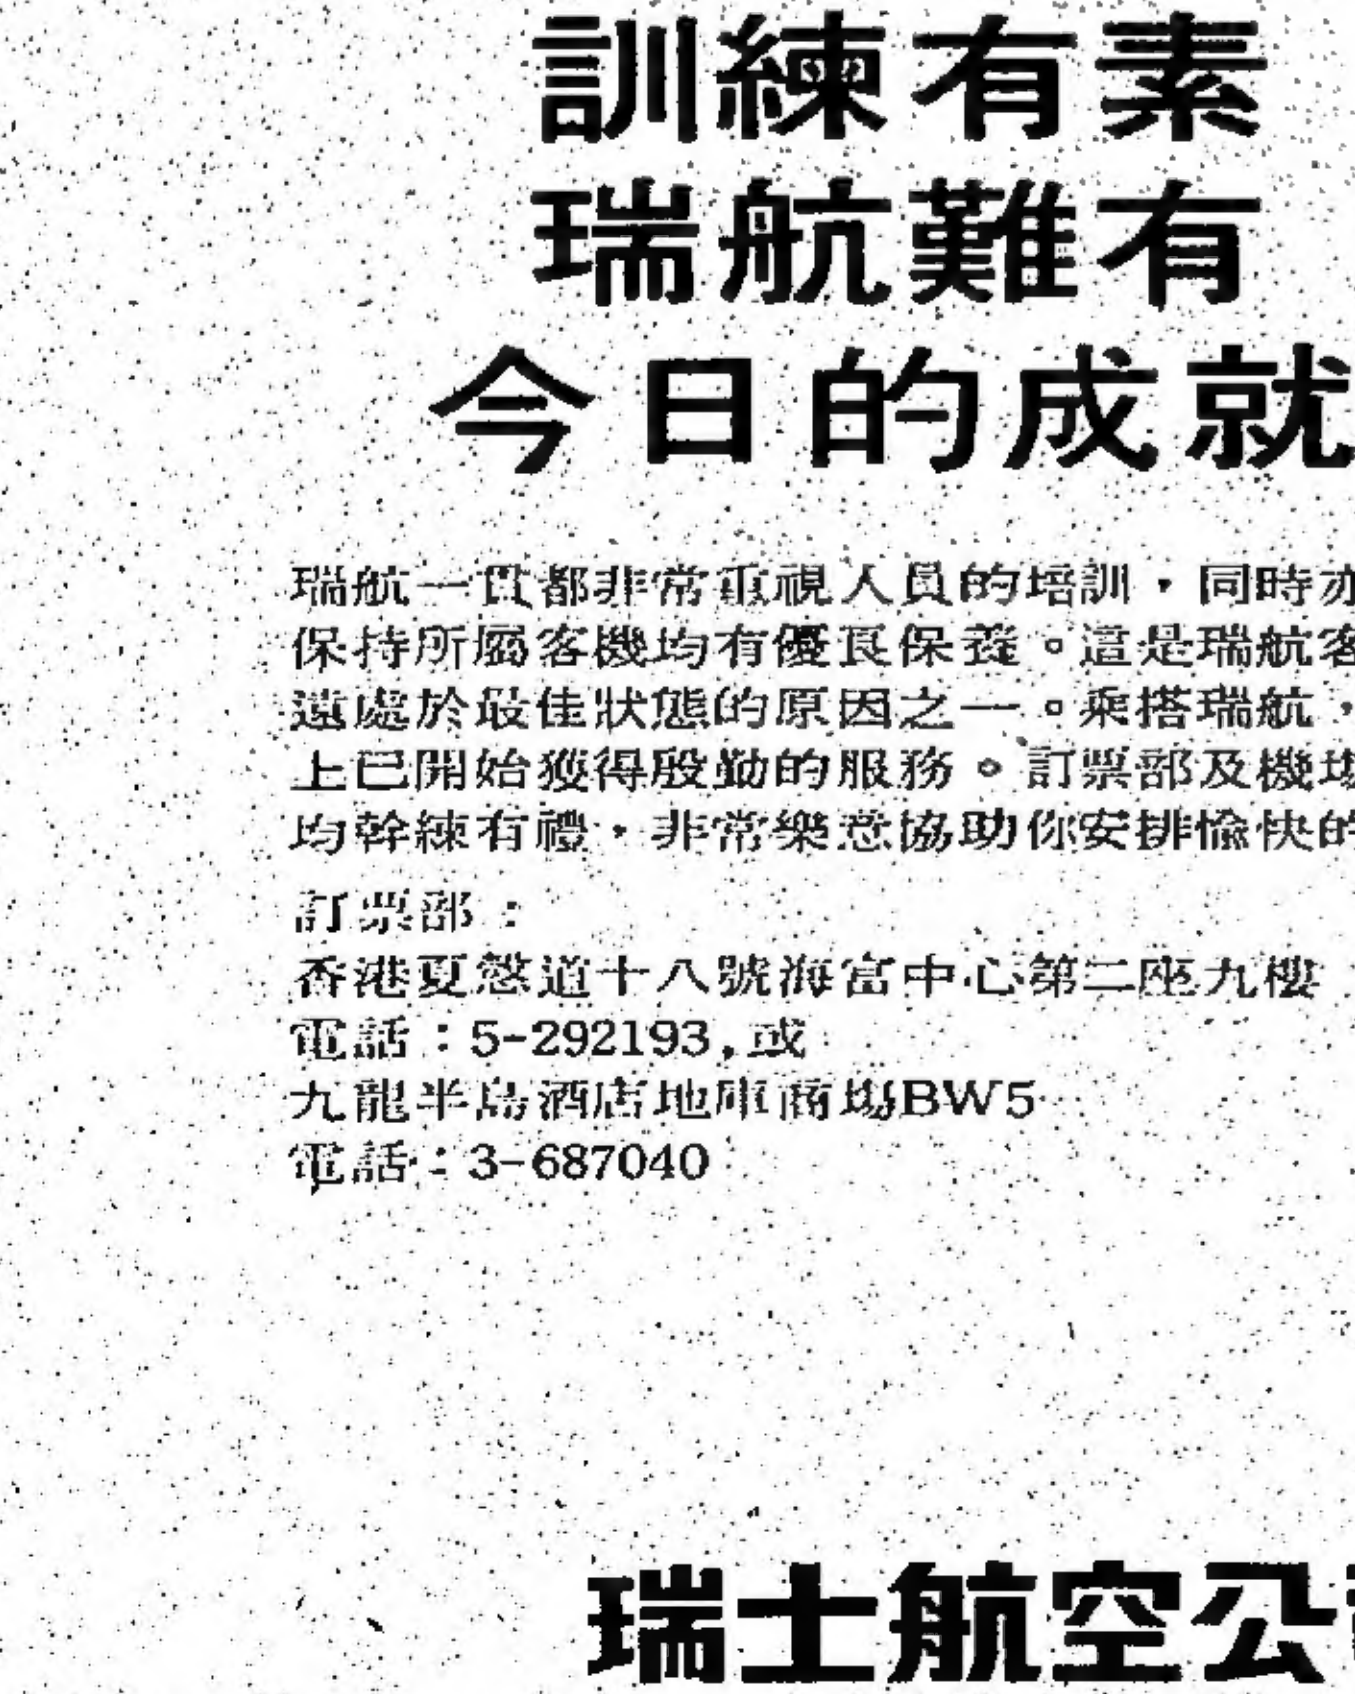 訓練有素
瑞航難有
今日的成就
瑞航一貫都非常重視人員的培訓，同時亦
保持所屬客機均有優良保養。這是瑞航客
遠處於最佳狀態的原因之一。乘搭瑞航，
上已開始獲得殷勤的服務。訂票部及機場
均幹練有禮，非常樂意協助你安排愉快的
訂票部：
香港夏慤道十八號海富中心第二座九樓
電話：5-292193，或
九龍半島酒店地庫商場BW5
電話：3-687040
瑞士航空公司